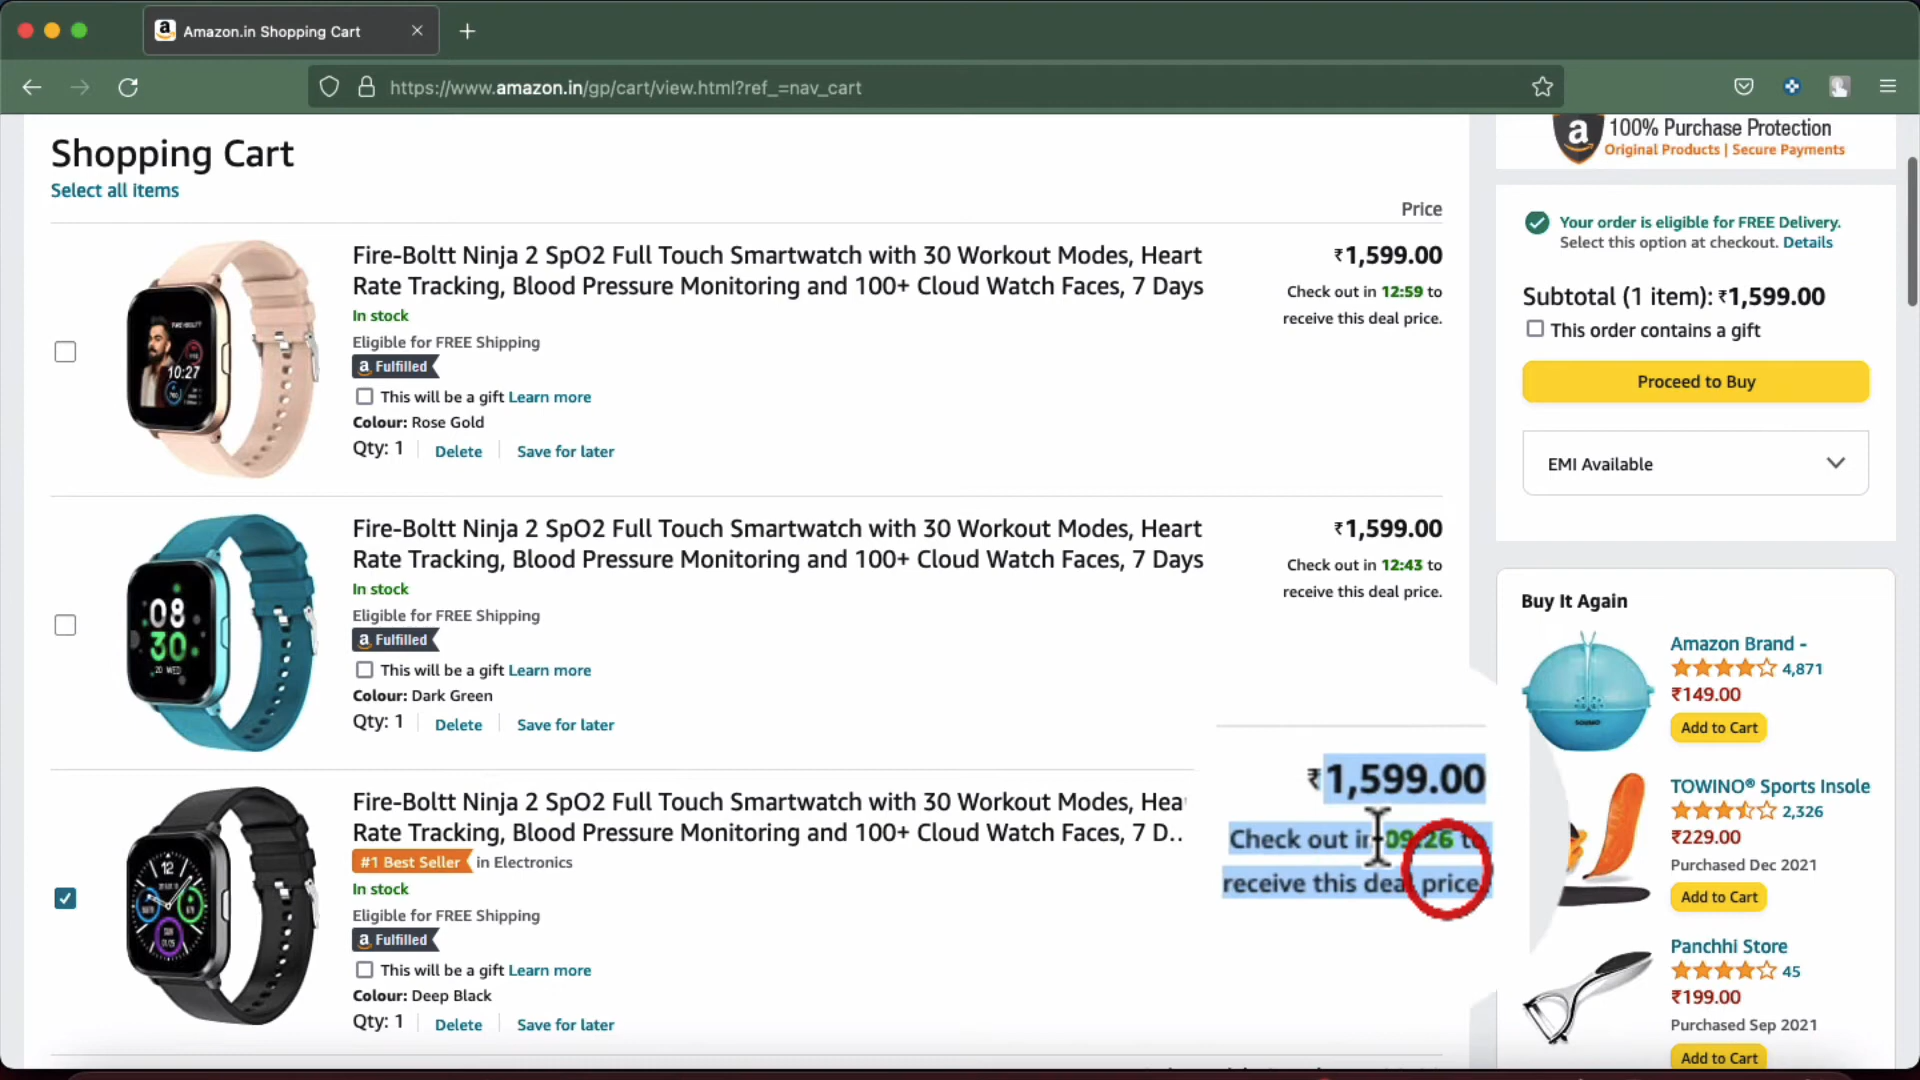 Amazon.in Shopping Cart
https://www.amazon.in/gp/cart/view.html?ref_=nav_cart
Shopping Cart
Select all items
Price
Fire-Boltt Ninja 2 SpO2 Full Touch Smartwatch with 30 Workout Modes, Heart
Rate Tracking, Blood Pressure Monitoring and 100+ Cloud Watch Faces, 7 Days
₹1,599.00
Check out in 12:59 to
receive this deal price.
In stock
Eligible for FREE Shipping
a Fulfilled
This will be a gift Learn more
Colour: Rose Gold
Qty: 1 Delete Save for later
10:27
Fire-Boltt Ninja 2 SpO2 Full Touch Smartwatch with 30 Workout Modes, Heart
Rate Tracking, Blood Pressure Monitoring and 100+ Cloud Watch Faces, 7 Days
₹1,599.00
Check out in 12:43 to
receive this deal price.
In stock
Eligible for FREE Shipping
a Fulfilled
This will be a gift Learn more
Colour: Dark Green
Qty: 1 Delete Save for later
08
30
20 WED
Fire-Boltt Ninja 2 SpO2 Full Touch Smartwatch with 30 Workout Modes, Hea
Rate Tracking, Blood Pressure Monitoring and 100+ Cloud Watch Faces, 7 D..
₹1,599.00
Check out in 09:26 to
receive this deal price.
#1 Best Seller in Electronics
In stock
Eligible for FREE Shipping
a Fulfilled
This will be a gift Learn more
Colour: Deep Black
Qty: 1 Delete Save for later
12
a 100% Purchase Protection
Original Products | Secure Payments
Your order is eligible for FREE Delivery.
Select this option at checkout. Details
Subtotal (1 item): ₹1,599.00
This order contains a gift
Proceed to Buy
EMI Available
Buy It Again
Amazon Brand -
4,871
₹149.00
Add to Cart
TOWINO® Sports Insole
2,326
₹229.00
Purchased Dec 2021
Add to Cart
Panchhi Store
45
₹199.00
Purchased Sep 2021
Add to Cart